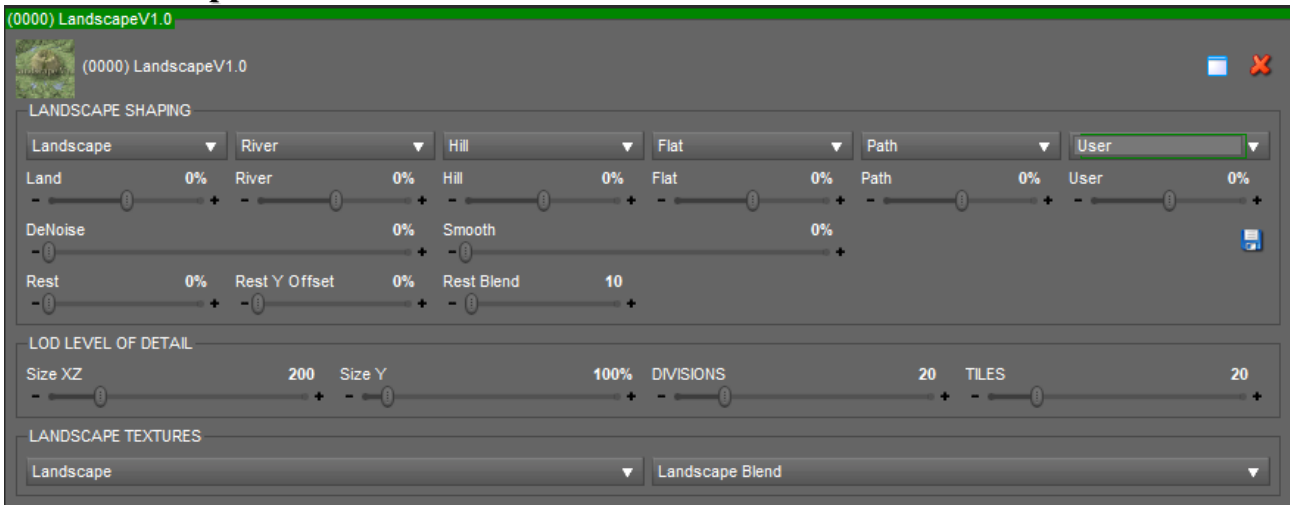 (0000) LandscapeV1.0
(0000) LandscapeV1.0
LANDSCAPE SHAPING
Landscape River Hill Flat Path User
Land 0% River 0% Hill 0% Flat 0% Path 0% User 0%
- + - + - + - + - + - +
DeNoise 0% Smooth 0%
- + - +
Rest 0% Rest Y Offset 0% Rest Blend 10
- + - + - +
LOD LEVEL OF DETAIL
Size XZ 200 Size Y 100% DIVISIONS 20 TILES 20
- + - + - + - +
LANDSCAPE TEXTURES
Landscape Landscape Blend